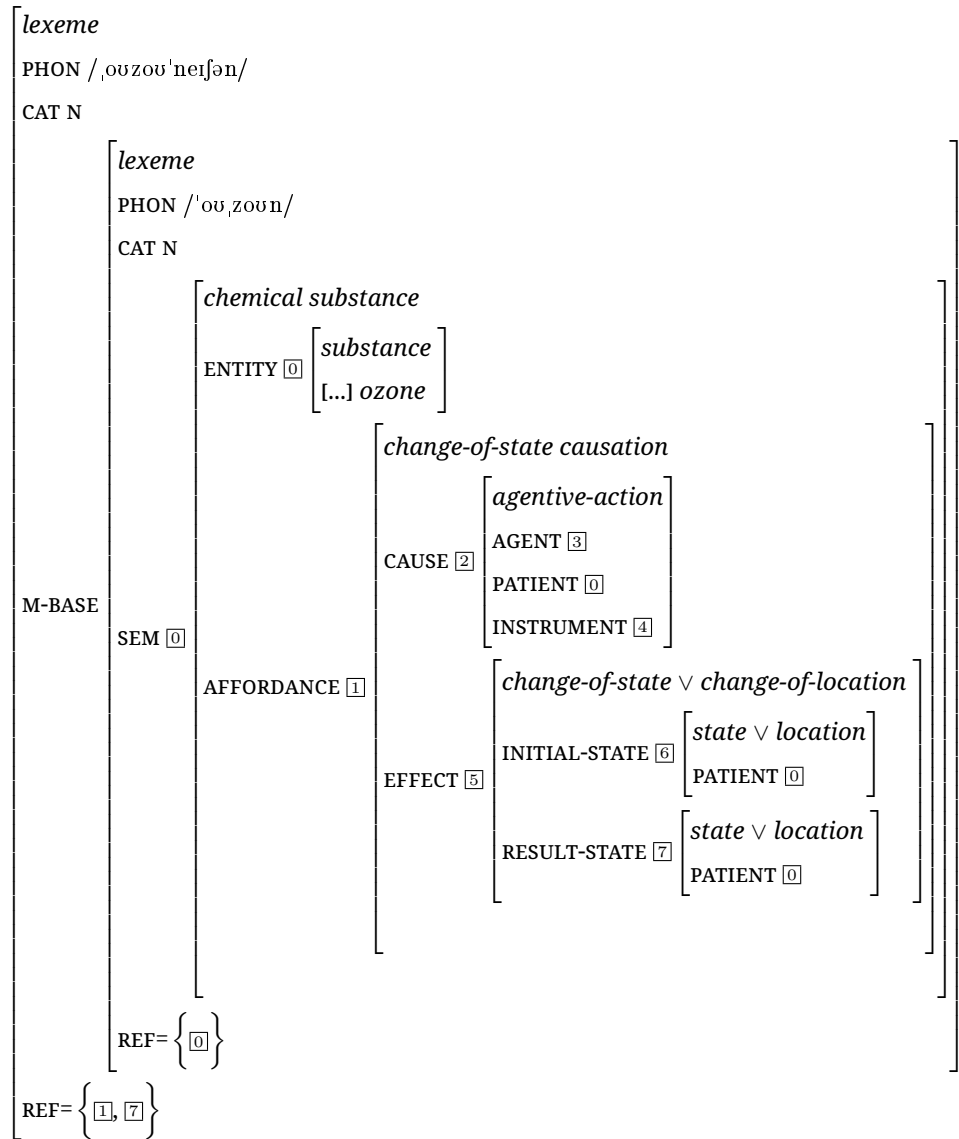 lexeme
PHON /ˌoʊzoʊˈneɪʃən/
CAT N
lexeme
PHON /ˈoʊˌzoʊn/
CAT N
chemical substance
substance
ENTITY 0
[...] ozone
change-of-state causation
agentive-action
AGENT 3
CAUSE 2
PATIENT 0
M-BASE
INSTRUMENT 4
SEM 0
change-of-state ∨ change-of-location
AFFORDANCE 1
state ∨ location
INITIAL-STATE 6
PATIENT 0
EFFECT 5
state ∨ location
RESULT-STATE 7
PATIENT 0
REF= { 0 }
REF= { 1, 7 }